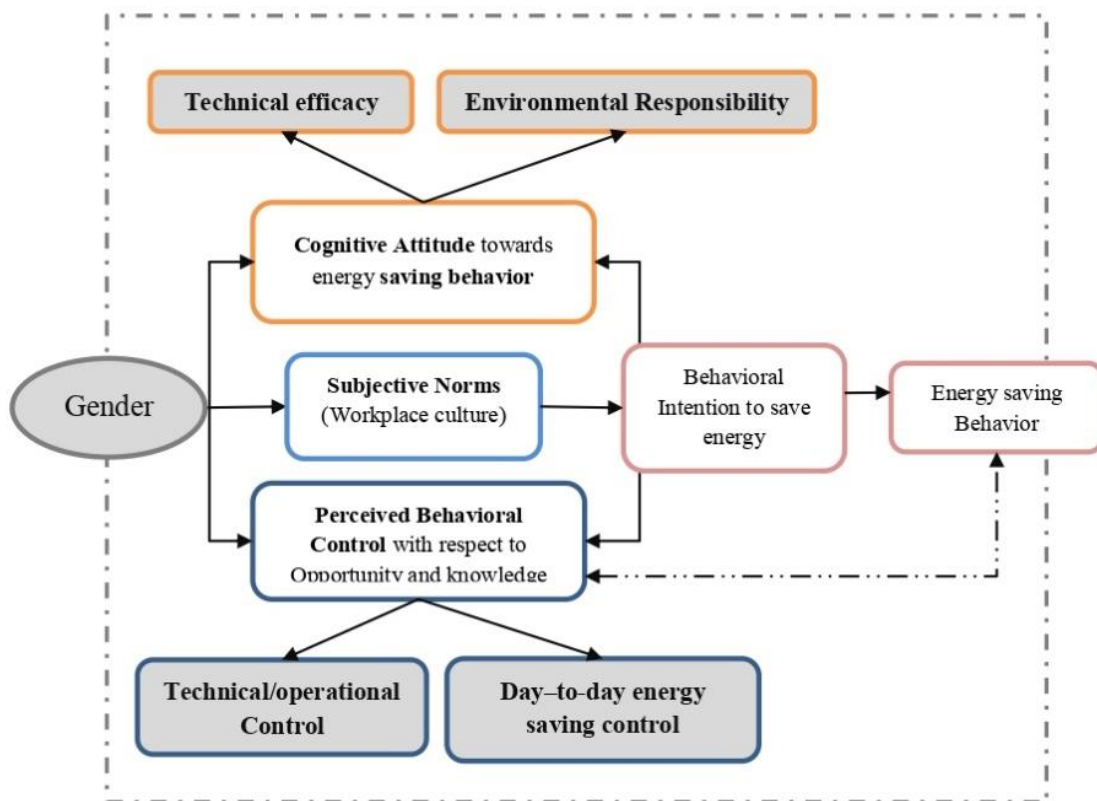 Technical efficacy
Environmental Responsibility
Cognitive Attitude towards
energy saving behavior
Gender
Subjective Norms
(Workplace culture)
Behavioral
Intention to save
energy
Energy saving
Behavior
Perceived Behavioral
Control with respect to
Opportunity and knowledge
Technical/operational
Control
Day–to-day energy
saving control